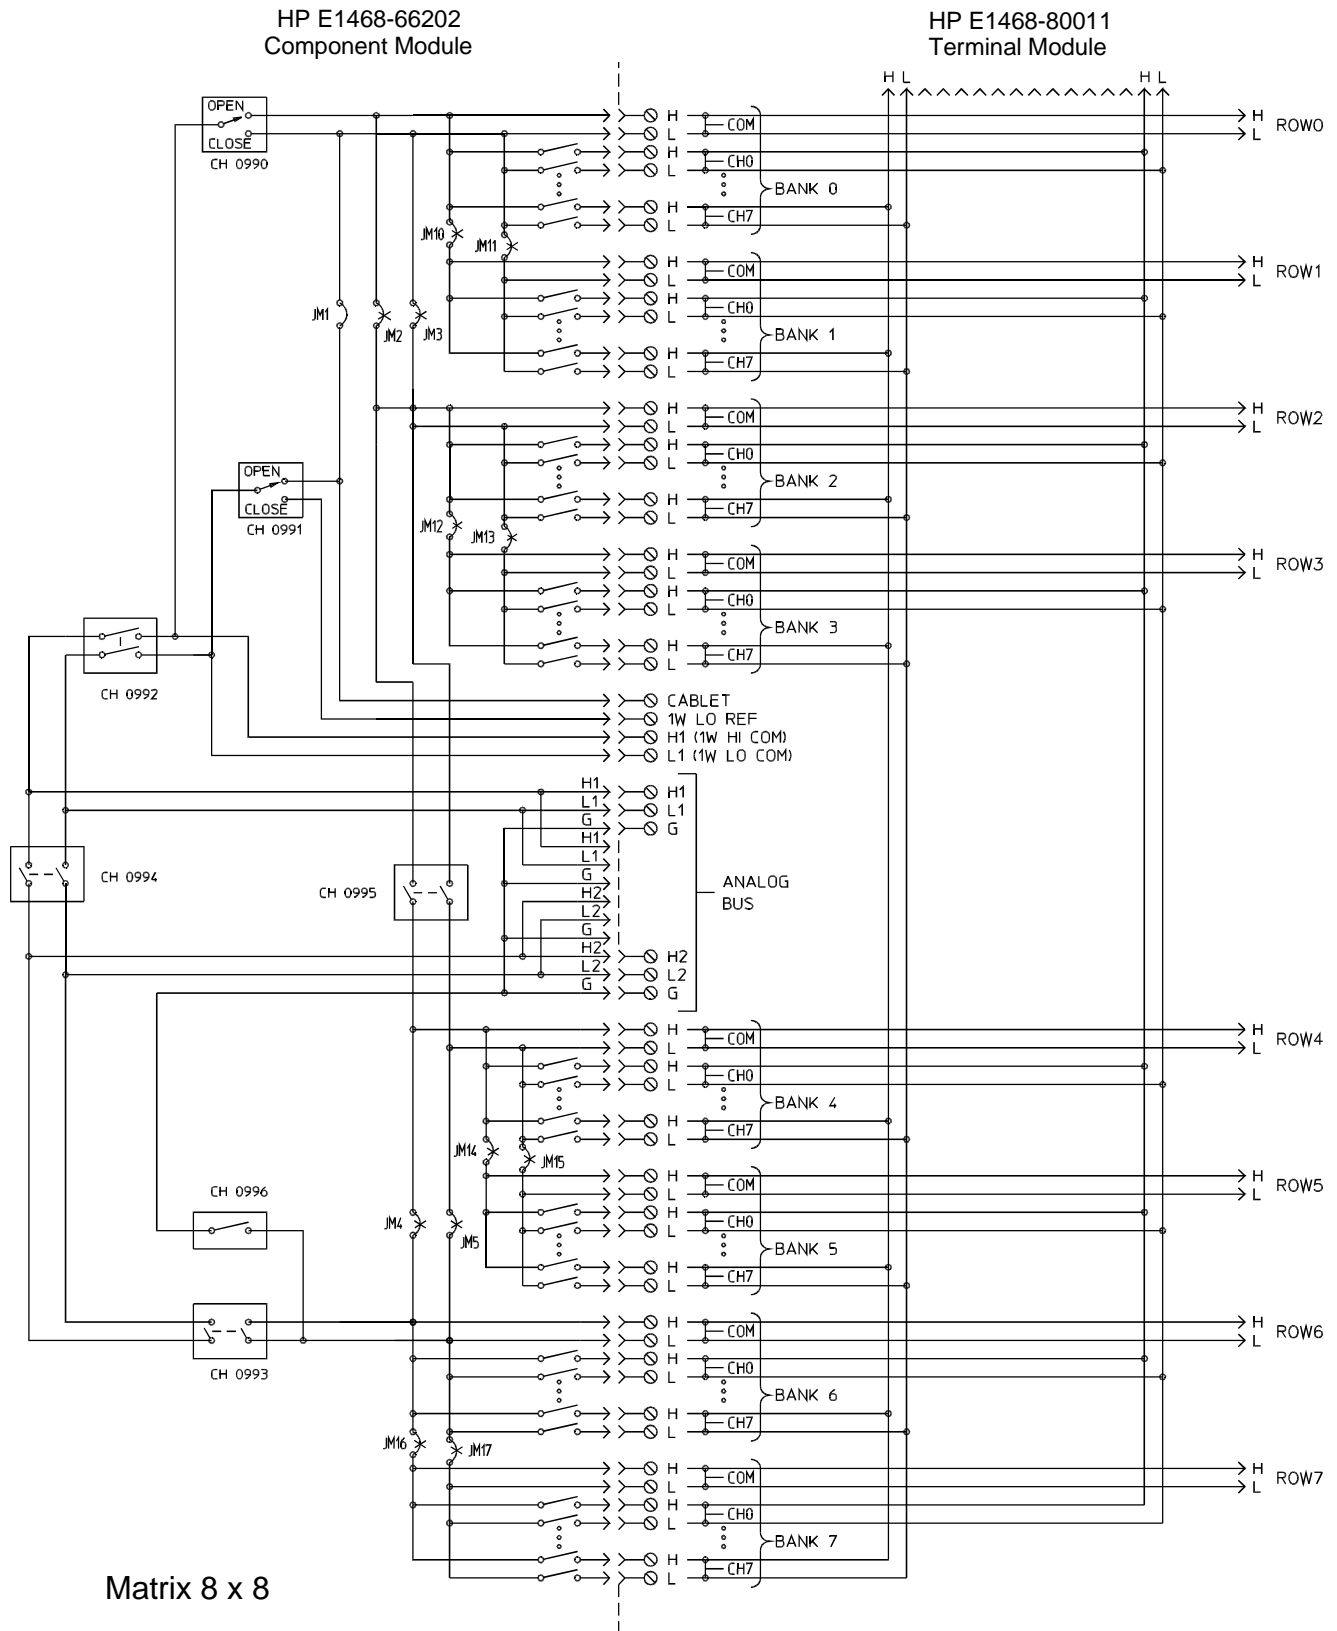 HP E1468-66202
Component Module
HP E1468-80011
Terminal Module
H L
H L
OPEN
CLOSE
CH 0990
H
L
COM
H
L
CH0
H
L
CH7
BANK 0
H
L
ROW0
JM10
JM11
H
L
COM
H
L
CH0
H
L
CH7
BANK 1
H
L
ROW1
JM1
JM2
JM3
H
L
COM
H
L
CH0
H
L
CH7
BANK 2
H
L
ROW2
OPEN
CLOSE
CH 0991
JM12
JM13
H
L
COM
H
L
CH0
H
L
CH7
BANK 3
H
L
ROW3
CH 0992
CABLET
1W LO REF
H1 (1W HI COM)
L1 (1W LO COM)
H1
L1
G
H1
L1
G
H2
L2
G
H2
L2
G
H1
L1
G
H2
L2
G
ANALOG
BUS
CH 0994
CH 0995
H
L
COM
H
L
CH0
H
L
CH7
BANK 4
H
L
ROW4
JM14
JM15
H
L
COM
H
L
CH0
H
L
CH7
BANK 5
H
L
ROW5
CH 0996
JM4
JM5
H
L
COM
H
L
CH0
H
L
CH7
BANK 6
H
L
ROW6
CH 0993
JM16
JM17
H
L
COM
H
L
CH0
H
L
CH7
BANK 7
H
L
ROW7
Matrix 8 x 8